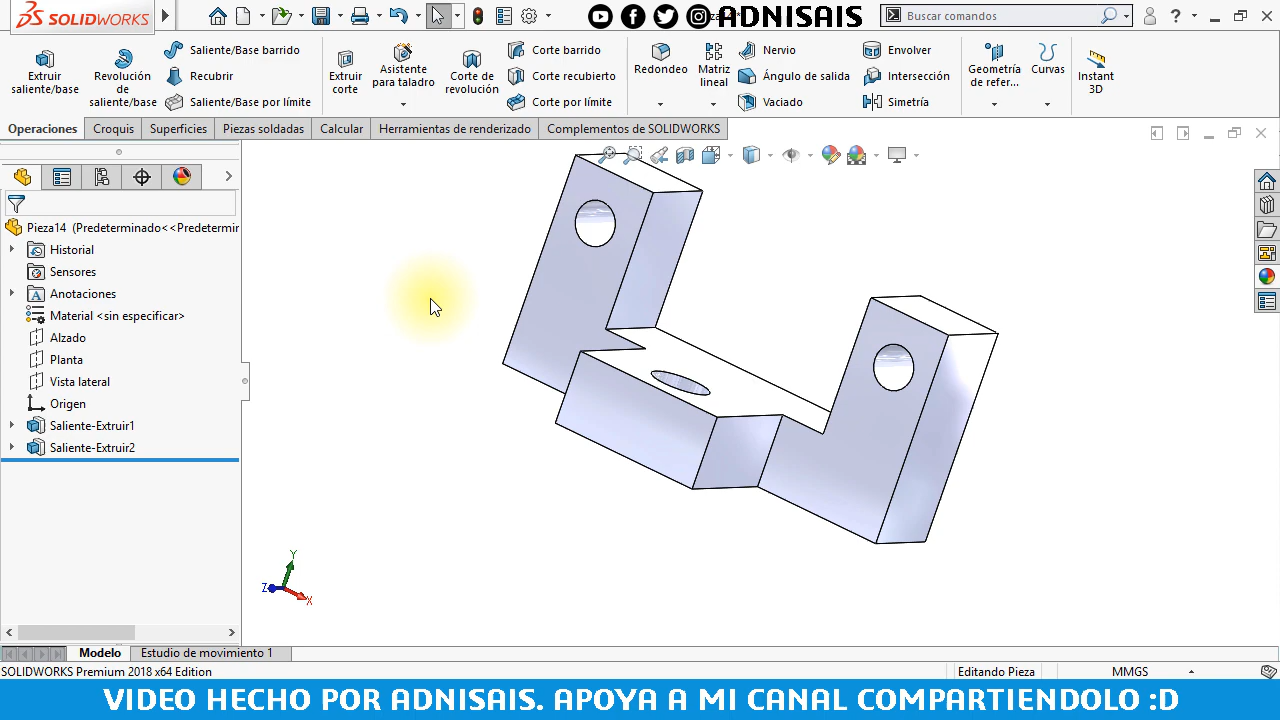 SOLIDWORKS
ADNISAIS
Buscar comandos
Extruir saliente/base
Revolución de saliente/base
Saliente/Base barrido
Recubrir
Saliente/Base por límite
Extruir corte
Asistente para taladro
Corte de revolución
Corte barrido
Corte recubierto
Corte por límite
Redondeo
Matriz lineal
Nervio
Ángulo de salida
Vaciado
Envolver
Intersección
Simetría
Geometría de refer...
Curvas
Instant 3D
Operaciones
Croquis
Superficies
Piezas soldadas
Calcular
Herramientas de renderizado
Complementos de SOLIDWORKS
Pieza14 (Predeterminado<<Predetermir
Historial
Sensores
Anotaciones
Material <sin especificar>
Alzado
Planta
Vista lateral
Origen
Saliente-Extruir1
Saliente-Extruir2
Y
Z
X
Modelo
Estudio de movimiento 1
SOLIDWORKS Premium 2018 x64 Edition
Editando Pieza
MMGS
VIDEO HECHO POR ADNISAIS. APOYA A MI CANAL COMPARTIENDOLO :D